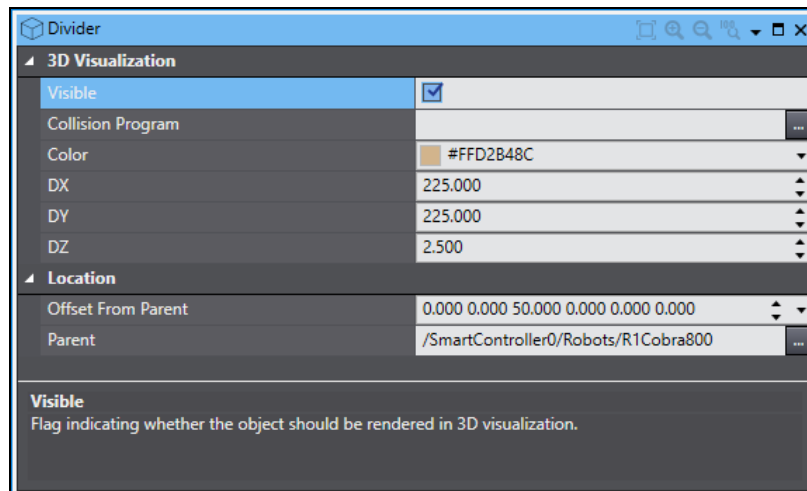 Divider
3D Visualization
Visible
Collision Program
...
Color #FFD2B48C
DX 225.000
DY 225.000
DZ 2.500
Location
Offset From Parent 0.000 0.000 50.000 0.000 0.000 0.000
Parent /SmartController0/Robots/R1Cobra800 ...
Visible
Flag indicating whether the object should be rendered in 3D visualization.